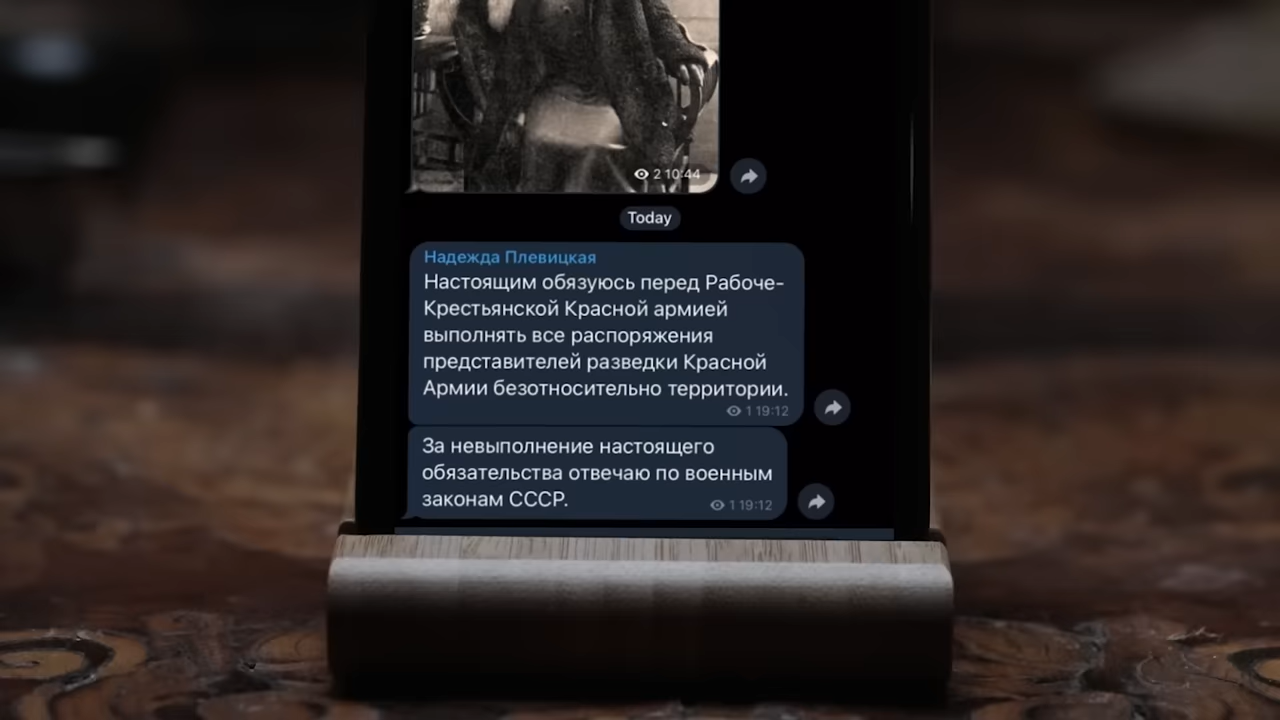 2 10:44
Today
Надежда Плевицкая
Настоящим обязуюсь перед Рабоче-
Крестьянской Красной армией
выполнять все распоряжения
представителей разведки Красной
Армии безотносительно территории.
1 19:12
За невыполнение настоящего
обязательства отвечаю по военным
законам СССР.
1 19:12